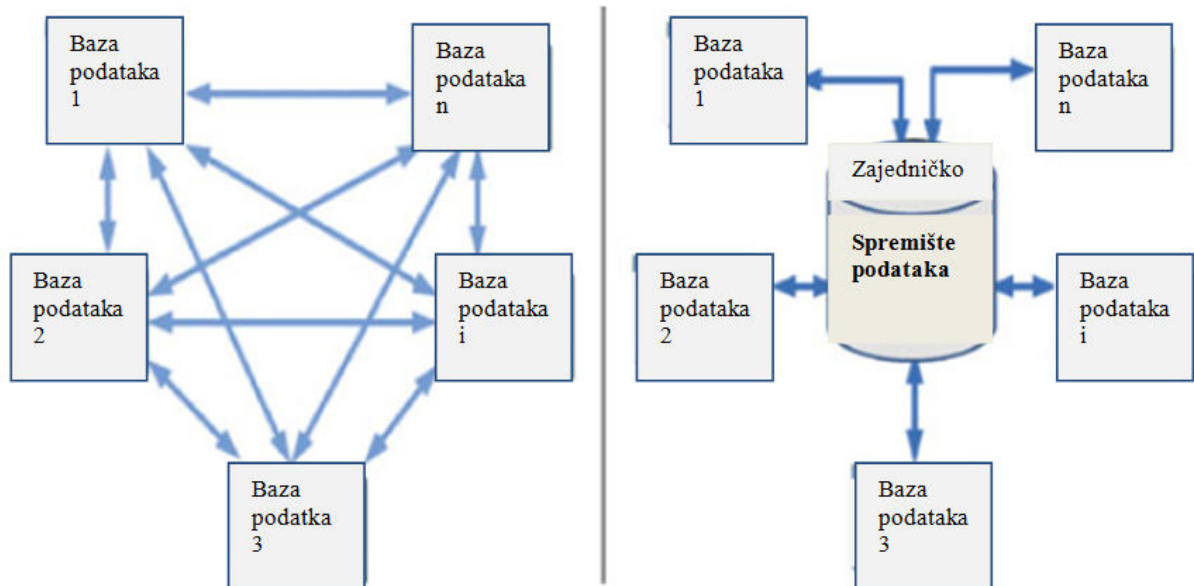 Baza
podataka
1
Baza
podataka
n
Baza
podataka
2
Baza
podataka
i
Baza
podatka
3
Baza
podataka
1
Baza
podataka
n
Zajedničko
Spremište
podataka
Baza
podataka
2
Baza
podataka
i
Baza
podataka
3